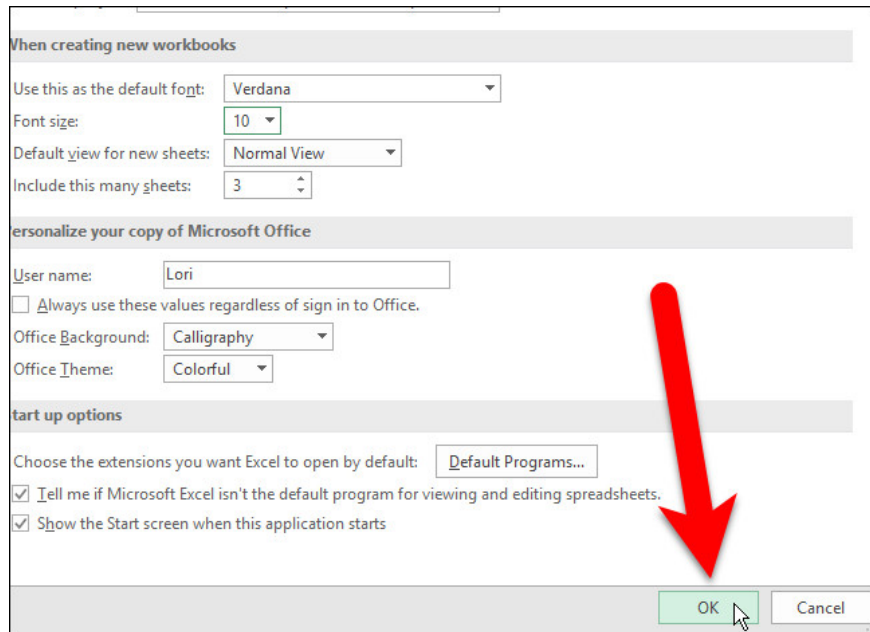 When creating new workbooks
Use this as the default font: Verdana
Font size: 10
Default view for new sheets: Normal View
Include this many sheets: 3
ersonalize your copy of Microsoft Office
User name: Lori
Always use these values regardless of sign in to Office.
Office Background: Calligraphy
Office Theme: Colorful
tart up options
Choose the extensions you want Excel to open by default: Default Programs...
Tell me if Microsoft Excel isn't the default program for viewing and editing spreadsheets.
Show the Start screen when this application starts
OK Cancel